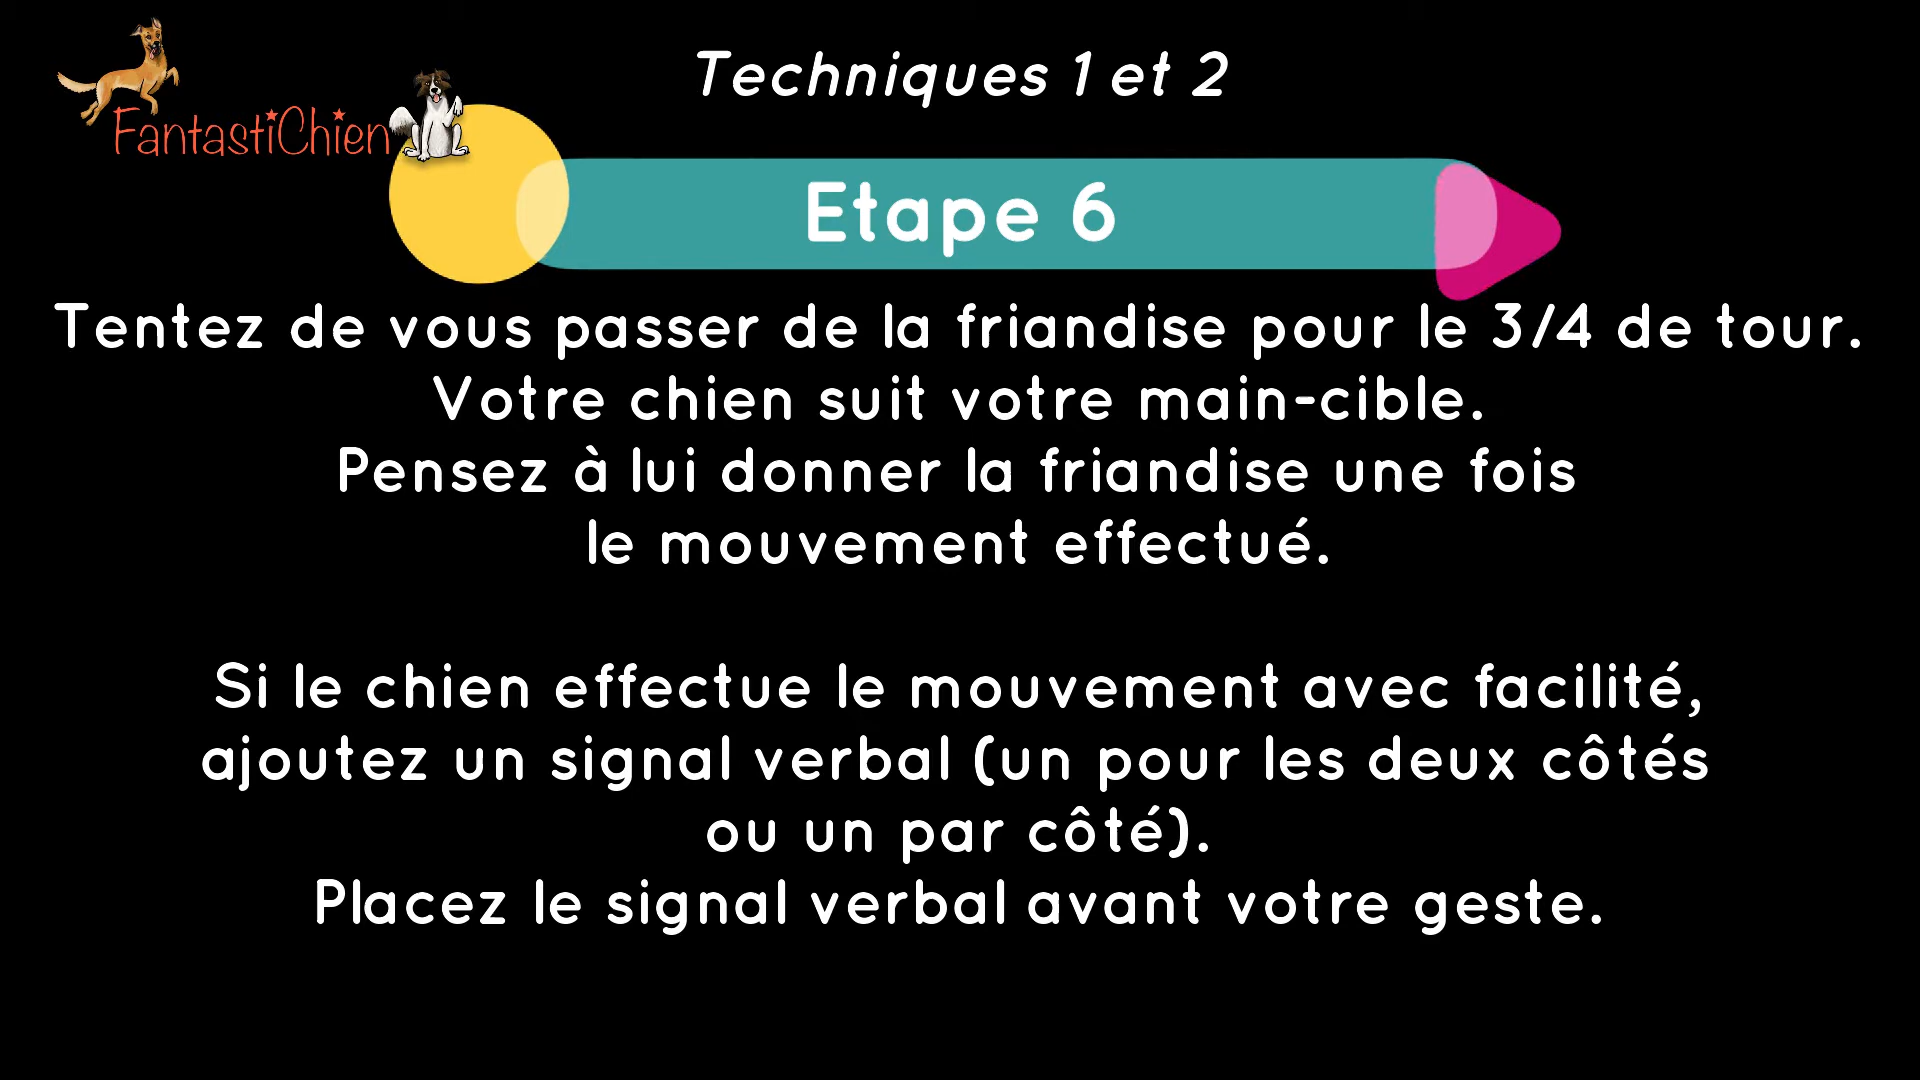 FantastiChien
Techniques 1 et 2
Etape 6
Tentez de vous passer de la friandise pour le 3/4 de tour.
Votre chien suit votre main-cible.
Pensez à lui donner la friandise une fois
le mouvement effectué.
Si le chien effectue le mouvement avec facilité,
ajoutez un signal verbal (un pour les deux côtés
ou un par côté).
Placez le signal verbal avant votre geste.